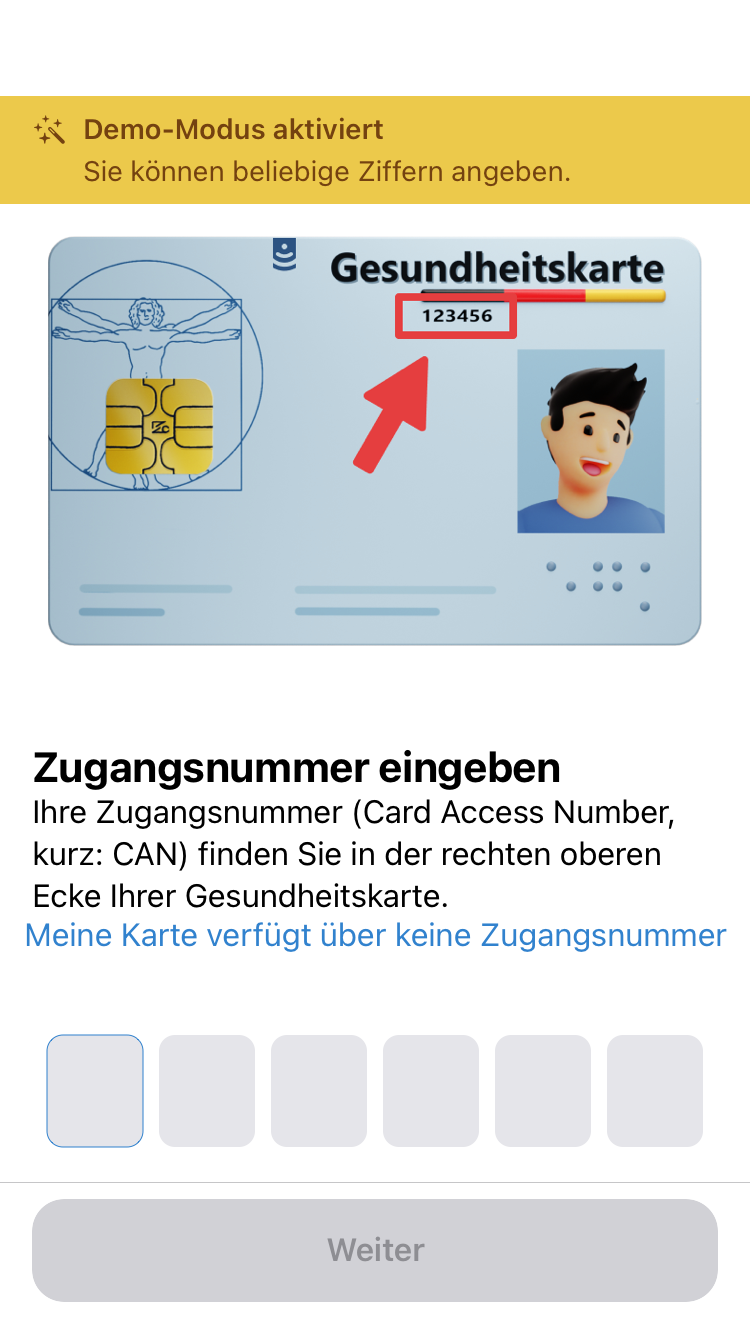 Demo-Modus aktiviert
Sie können beliebige Ziffern angeben.
Gesundheitskarte
123456
Zugangsnummer eingeben
Ihre Zugangsnummer (Card Access Number,
kurz: CAN) finden Sie in der rechten oberen
Ecke Ihrer Gesundheitskarte.
Meine Karte verfügt über keine Zugangsnummer
Weiter